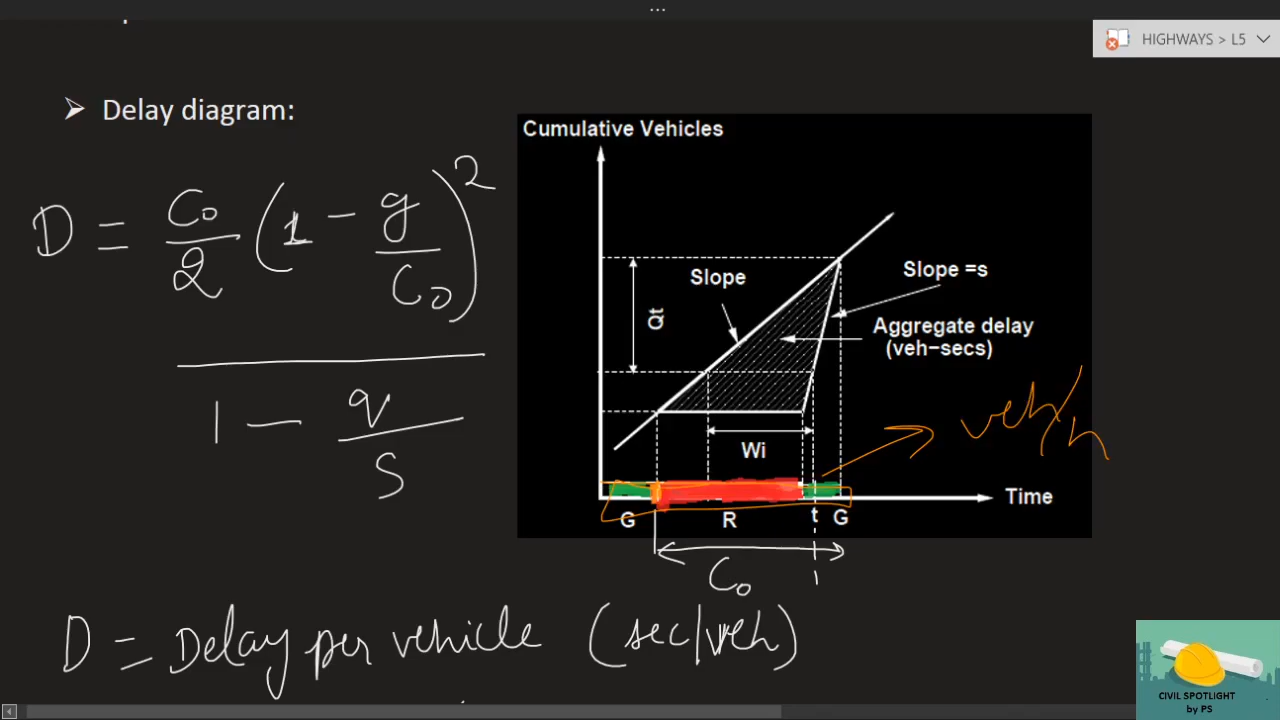 HIGHWAYS > L5
➤ Delay diagram:
D = C₀/2 (1 - g/C₀)²
1 - q/s
Cumulative Vehicles
Slope
Slope =s
Qt
Aggregate delay
(veh-secs)
Wi
veh/h
Time
G R t G
C₀
D = Delay per vehicle (sec/veh)
CIVIL SPOTLIGHT
by PS